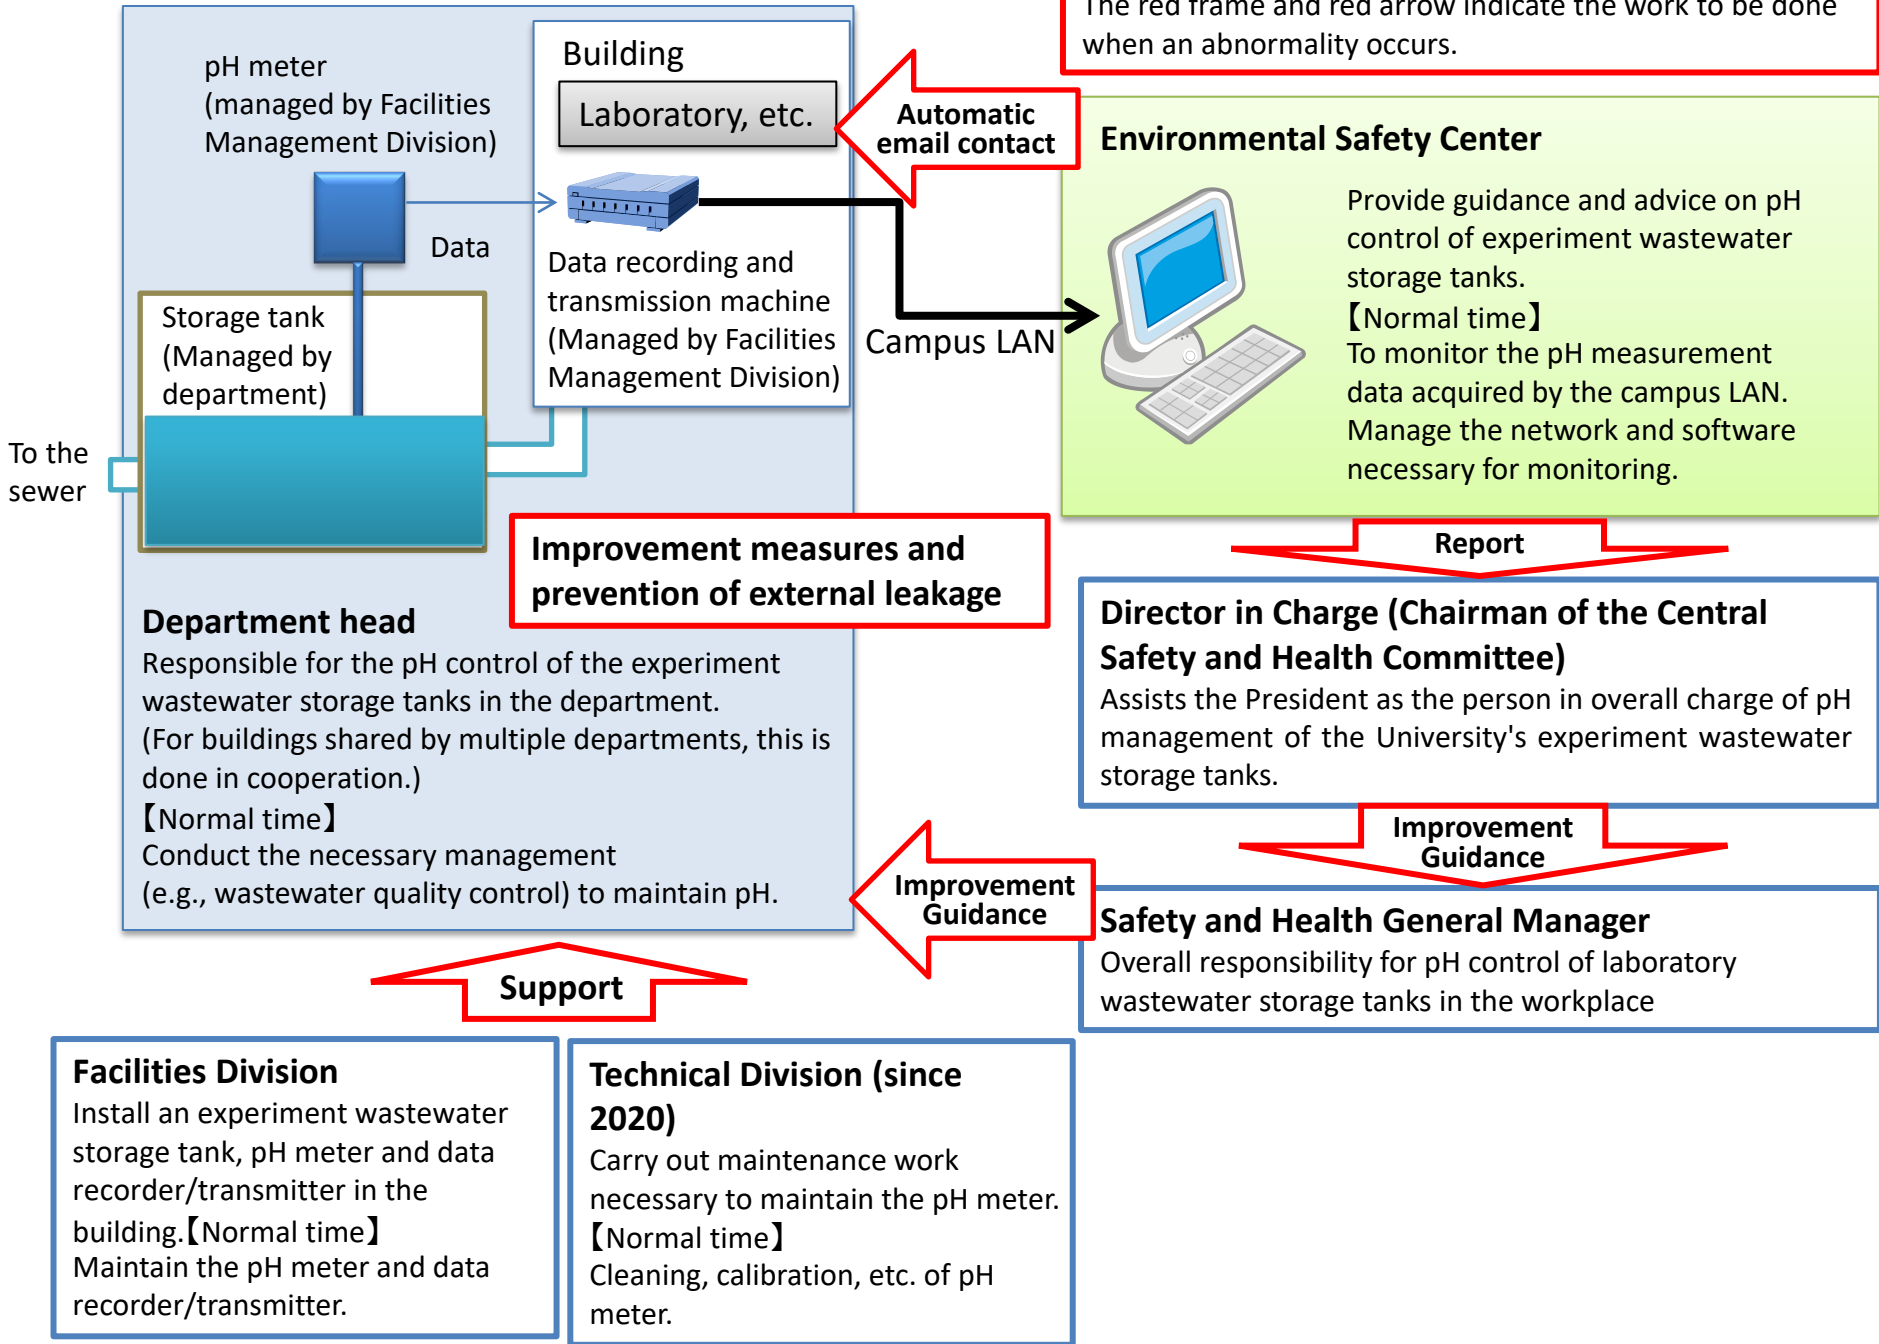 The red frame and red arrow indicate the work to be done
when an abnormality occurs.
pH meter
(managed by Facilities
Management Division)
Building
Laboratory, etc.
Automatic
email contact
Data
Data recording and
transmission machine
(Managed by Facilities
Management Division)
Campus LAN
Storage tank
(Managed by
department)
To the
sewer
Environmental Safety Center
Provide guidance and advice on pH
control of experiment wastewater
storage tanks.
【Normal time】
To monitor the pH measurement
data acquired by the campus LAN.
Manage the network and software
necessary for monitoring.
Improvement measures and
prevention of external leakage
Report
Department head
Responsible for the pH control of the experiment
wastewater storage tanks in the department.
(For buildings shared by multiple departments, this is
done in cooperation.)
【Normal time】
Conduct the necessary management
(e.g., wastewater quality control) to maintain pH.
Director in Charge (Chairman of the Central
Safety and Health Committee)
Assists the President as the person in overall charge of pH
management of the University's experiment wastewater
storage tanks.
Improvement
Guidance
Improvement
Guidance
Safety and Health General Manager
Overall responsibility for pH control of laboratory
wastewater storage tanks in the workplace
Support
Facilities Division
Install an experiment wastewater
storage tank, pH meter and data
recorder/transmitter in the
building.【Normal time】
Maintain the pH meter and data
recorder/transmitter.
Technical Division (since
2020)
Carry out maintenance work
necessary to maintain the pH meter.
【Normal time】
Cleaning, calibration, etc. of pH
meter.